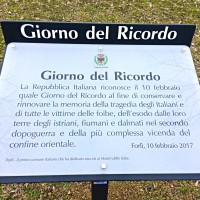 Giorno del Ricordo
Giorno del Ricordo
La Repubblica Italiana riconosce il 10 febbraio
quale Giorno del Ricordo al fine di conservare e
rinnovare la memoria della tragedia degli italiani e
di tutte le vittime delle foibe, dell'esodo dalle loro
terre degli istriani, fiumani e dalmati nel secondo
dopoguerra e della più complessa vicenda del
confine orientale.
Forlì, 10 febbraio 2017